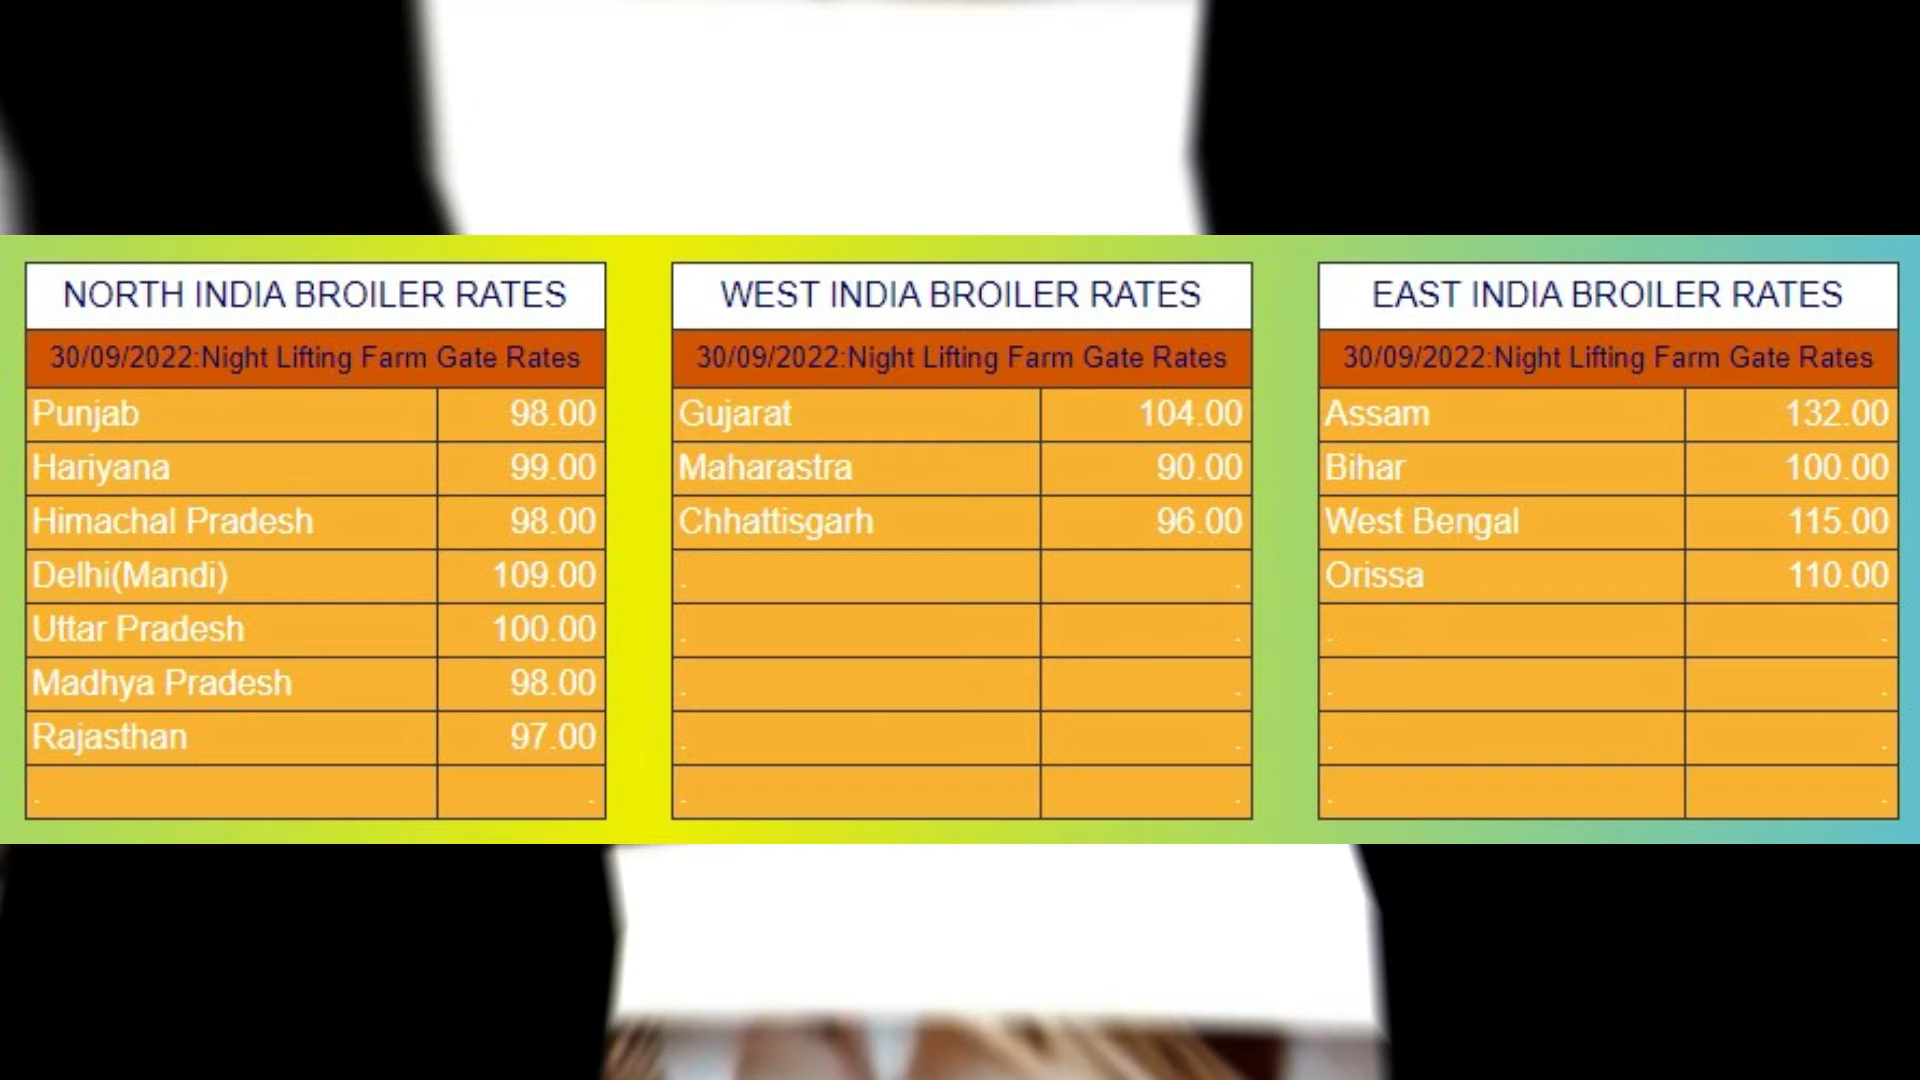 NORTH INDIA BROILER RATES
30/09/2022:Night Lifting Farm Gate Rates
Punjab 98.00
Hariyana 99.00
Himachal Pradesh 98.00
Delhi(Mandi) 109.00
Uttar Pradesh 100.00
Madhya Pradesh 98.00
Rajasthan 97.00
. .
WEST INDIA BROILER RATES
30/09/2022:Night Lifting Farm Gate Rates
Gujarat 104.00
Maharastra 90.00
Chhattisgarh 96.00
. .
. .
. .
. .
. .
EAST INDIA BROILER RATES
30/09/2022:Night Lifting Farm Gate Rates
Assam 132.00
Bihar 100.00
West Bengal 115.00
Orissa 110.00
. .
. .
. .
. .